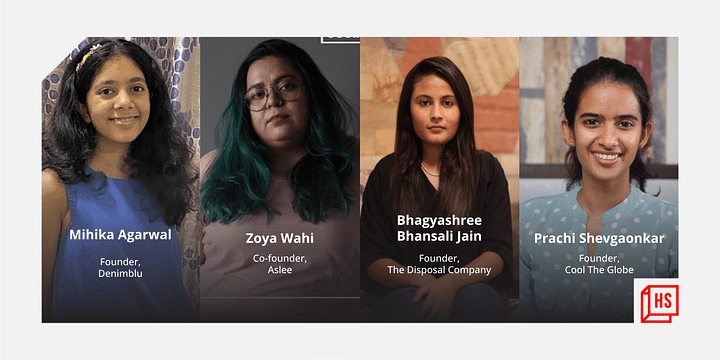 Mihika Agarwal
Founder,
Denimblu
Zoya Wahi
Co-founder,
Aslee
Bhagyashree
Bhansali Jain
Founder,
The Disposal Company
Prachi Shevgaonkar
Founder,
Cool The Globe
HS